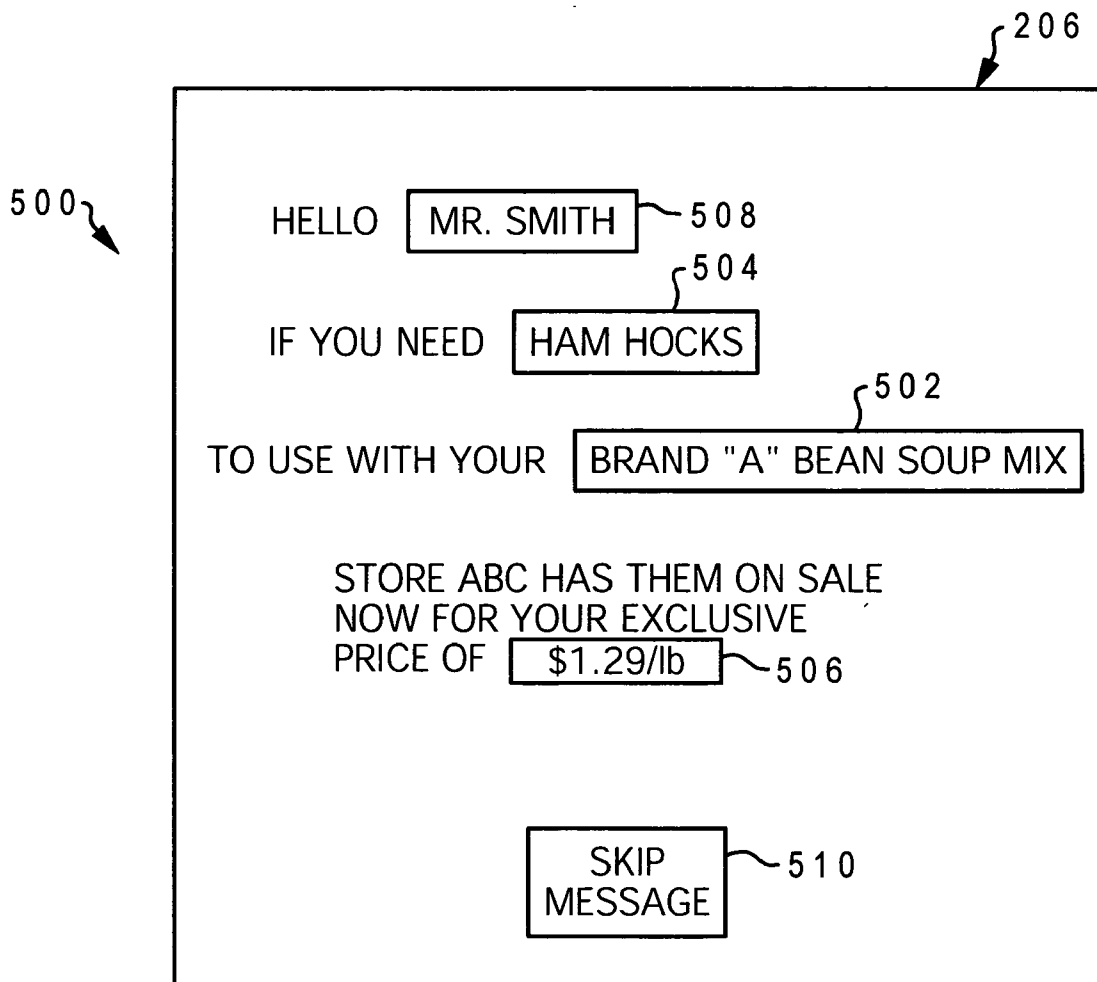 206
500
HELLO MR. SMITH 508
504
IF YOU NEED HAM HOCKS
502
TO USE WITH YOUR BRAND "A" BEAN SOUP MIX
STORE ABC HAS THEM ON SALE
NOW FOR YOUR EXCLUSIVE
PRICE OF $1.29/lb 506
SKIP
MESSAGE
510